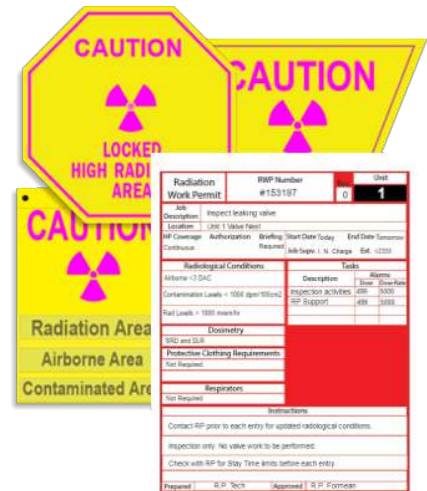 CAUTION
LOCKED
HIGH RADI
AREA
CAUTION
CAUTION
Radiation Area
Airborne Area
Contaminated Are
Radiation
Work Permit
RWP Number
#153197
0
Unit
1
Job
Description
Inspect leaking valve
Location
Unit 1 Valve Nest
HP Coverage
Authorization
Briefing
Continuous
Required
Start Date Today
End Date Tomorrow
Job Supv. I. N. Charge
Ext.
Radiological Conditions
Airborne <3 DAC
Contamination Levels < 1000 dpm/100cm2
Rad Levels > 1000 mrem/hr
Tasks
Description
Alarms
Dose
Dose Rate
Inspection activities
499
5000
RP Support
499
5000
Dosimetry
SRD and DLR
Protective Clothing Requirements
Not Required
Respirators
Not Required
Instructions
Contact RP prior to each entry for updated radological conditions.
Inspection only. No valve work to be performed.
Check with RP for Stay Time limits before each entry.
Prepared
R.P. Tech
Approved
R.P. Formean